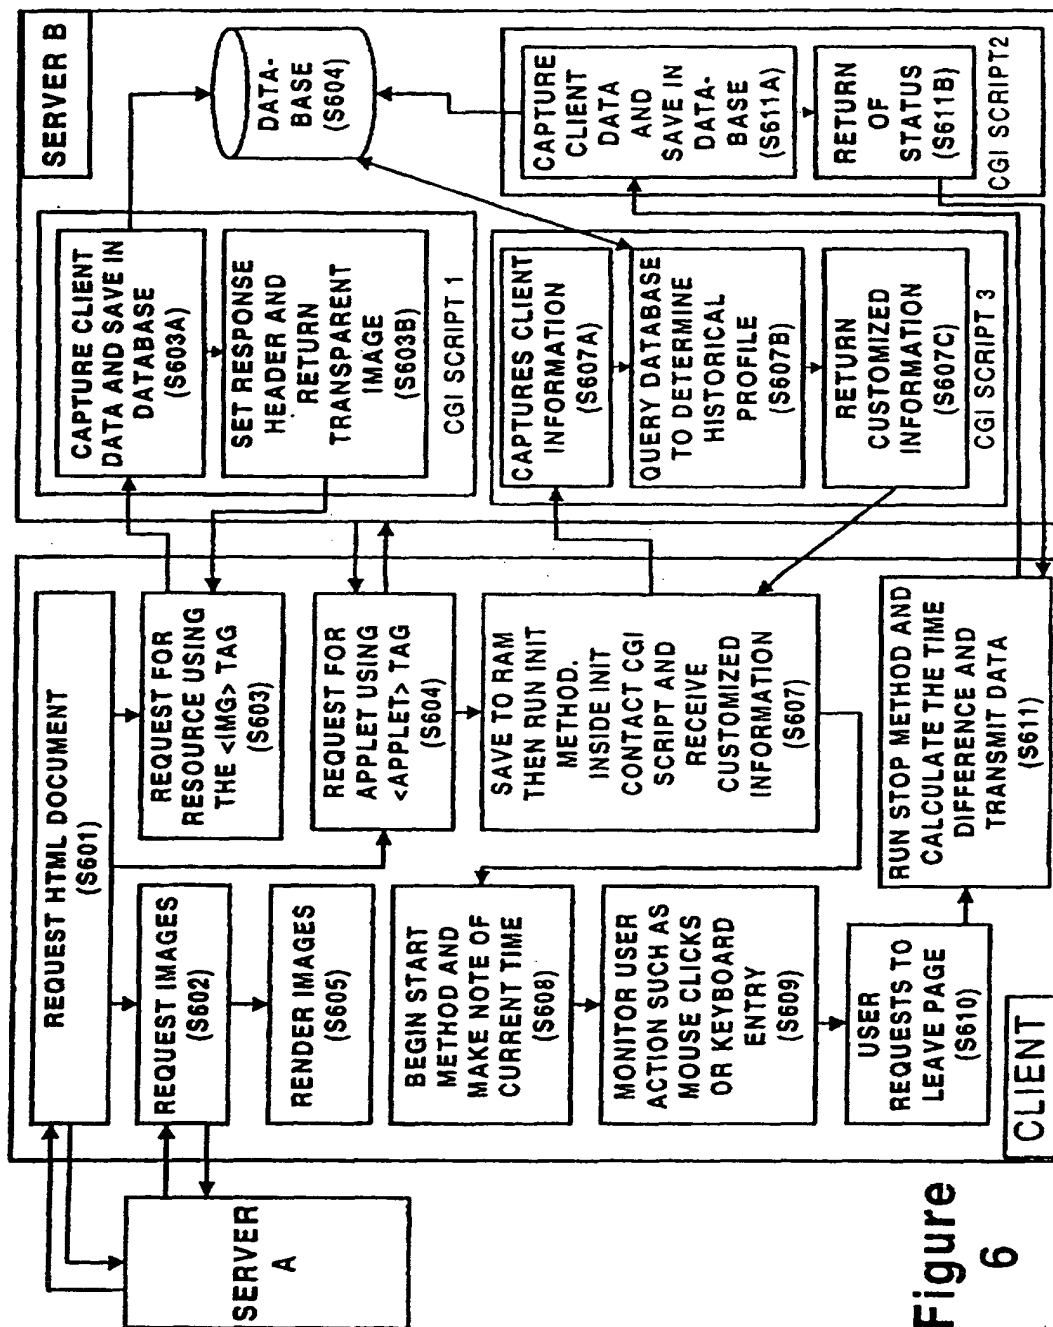 SERVER B
DATA-
BASE
(S604)
CAPTURE CLIENT
DATA AND SAVE IN
DATABASE
(S603A)
SET RESPONSE
HEADER AND
RETURN
TRANSPARENT
IMAGE
(S603B)
CGI SCRIPT 1
CAPTURE
CLIENT
DATA
AND
SAVE IN
DATA-
BASE
(S611A)
RETURN
OF
STATUS
(S611B)
CGI SCRIPT2
CAPTURES CLIENT
INFORMATION
(S607A)
QUERY DATABASE
TO DETERMINE
HISTORICAL
PROFILE
(S607B)
RETURN
CUSTOMIZED
INFORMATION
(S607C)
CGI SCRIPT 3
REQUEST HTML DOCUMENT
(S601)
REQUEST FOR
RESOURCE USING
THE <IMG> TAG
(S603)
REQUEST FOR
APPLET USING
<APPLET> TAG
(S604)
SAVE TO RAM
THEN RUN INIT
METHOD.
INSIDE INIT
CONTACT CGI
SCRIPT AND
RECEIVE
CUSTOMIZED
INFORMATION
(S607)
RUN STOP METHOD AND
CALCULATE THE TIME
DIFFERENCE AND
TRANSMIT DATA
(S611)
REQUEST IMAGES
(S602)
RENDER IMAGES
(S605)
BEGIN START
METHOD AND
MAKE NOTE OF
CURRENT TIME
(S608)
MONITOR USER
ACTION SUCH AS
MOUSE CLICKS
OR KEYBOARD
ENTRY
(S609)
USER
REQUESTS TO
LEAVE PAGE
(S610)
CLIENT
SERVER
A
Figure
6